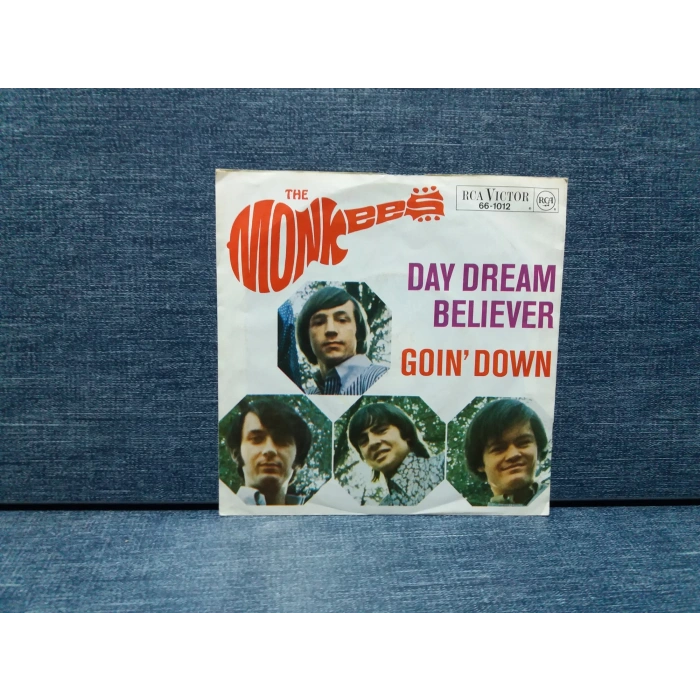 THE
MONKEES
RCA VICTOR
66-1012
RCA
DAY DREAM
BELIEVER
GOIN' DOWN